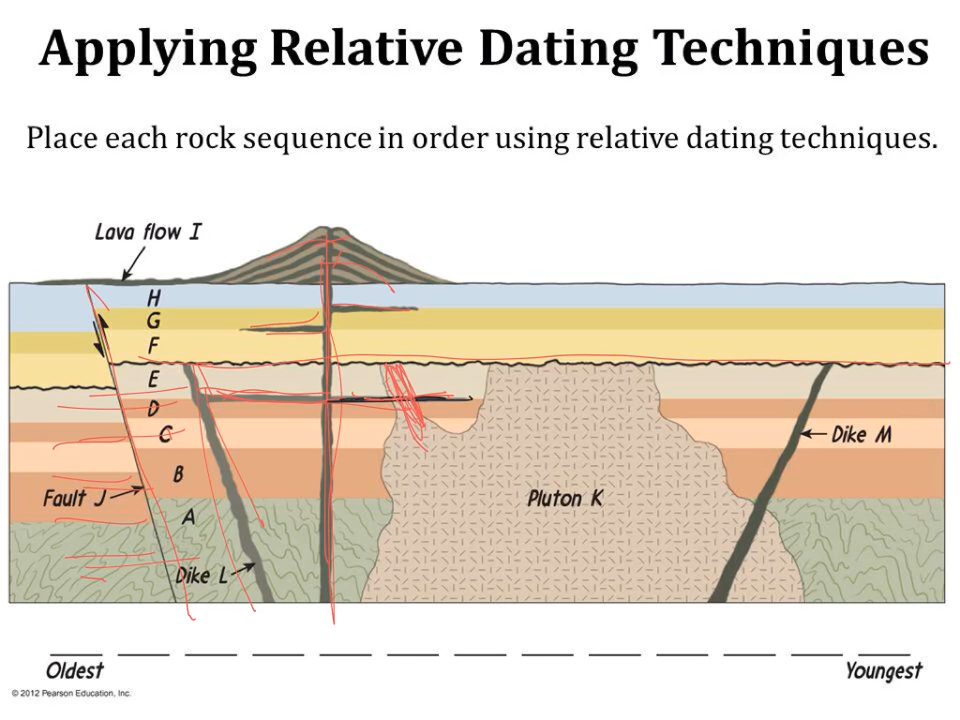 Applying Relative Dating Techniques
Place each rock sequence in order using relative dating techniques.
Lava flow I
H
G
F
E
D
C
Dike M
B
Fault J
Pluton K
A
Dike L
Oldest
Youngest
© 2012 Pearson Education, Inc.